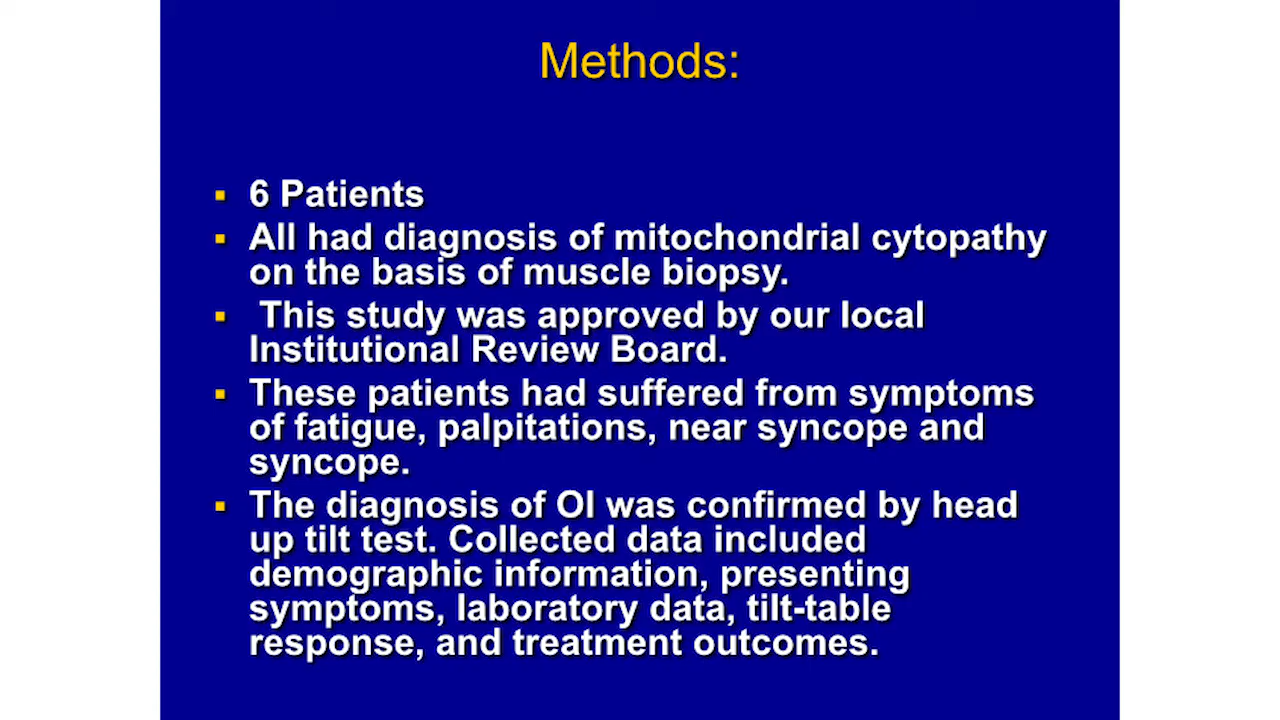 Methods:
▪ 6 Patients
▪ All had diagnosis of mitochondrial cytopathy
on the basis of muscle biopsy.
▪ This study was approved by our local
Institutional Review Board.
▪ These patients had suffered from symptoms
of fatigue, palpitations, near syncope and
syncope.
▪ The diagnosis of OI was confirmed by head
up tilt test. Collected data included
demographic information, presenting
symptoms, laboratory data, tilt-table
response, and treatment outcomes.